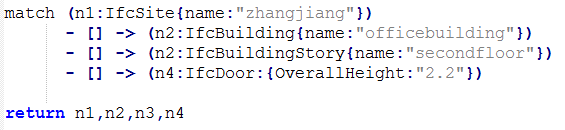 match (n1:IfcSite{name:"zhangjiang"})
- [] -> (n2:IfcBuilding{name:"officebuilding"})
- [] -> (n2:IfcBuildingStory{name:"secondfloor"})
- [] -> (n4:IfcDoor:{OverallHeight:"2.2"})
return n1,n2,n3,n4